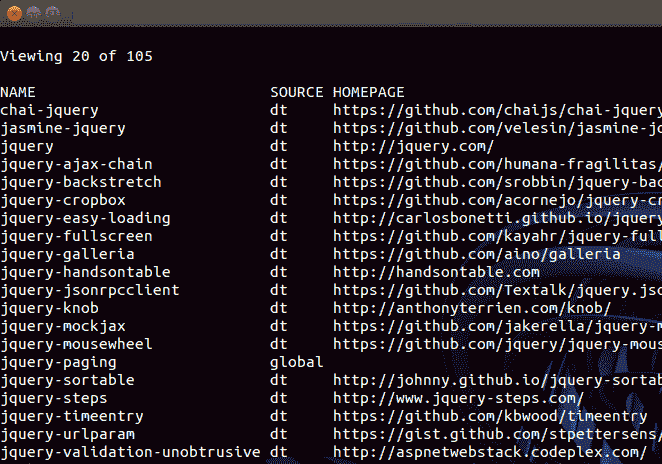 Viewing 20 of 105
NAME SOURCE HOMEPAGE
chai-jquery dt https://github.com/chaijs/chai-jquery
jasmine-jquery dt https://github.com/velesin/jasmine-jq
jquery dt http://jquery.com/
jquery-ajax-chain dt https://github.com/humana-fragilitas/
jquery-backstretch dt https://github.com/srobbin/jquery-bac
jquery-cropbox dt https://github.com/acornejo/jquery-cr
jquery-easy-loading dt http://carlosbonetti.github.io/jquery
jquery-fullscreen dt https://github.com/kayahr/jquery-full
jquery-galleria dt https://github.com/aino/galleria
jquery-handsontable dt http://handsontable.com
jquery-jsonrpcclient dt https://github.com/Textalk/jquery.jso
jquery-knob dt http://anthonyterrien.com/knob/
jquery-mockjax dt https://github.com/jakerella/jquery-m
jquery-mousewheel dt https://github.com/jquery/jquery-mous
jquery-paging global
jquery-sortable dt http://johnny.github.io/jquery-sortab
jquery-steps dt http://www.jquery-steps.com/
jquery-timeentry dt https://github.com/kbwood/timeentry
jquery-urlparam dt https://gist.github.com/stpettersens/
jquery-validation-unobtrusive dt http://aspnetwebstack.codeplex.com/